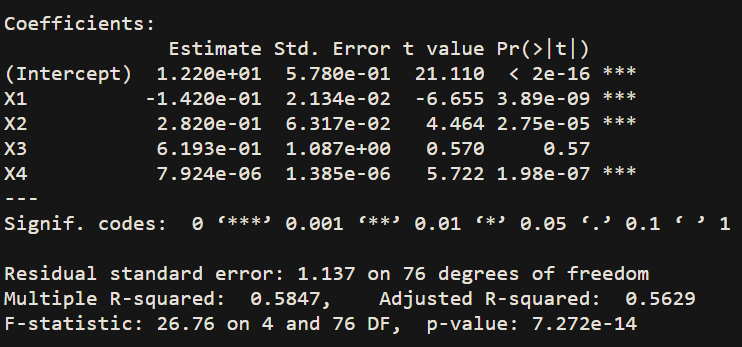 Coefficients:
Estimate Std. Error t value Pr(>|t|)
(Intercept) 1.220e+01 5.780e-01 21.110 < 2e-16 ***
X1 -1.420e-01 2.134e-02 -6.655 3.89e-09 ***
X2 2.820e-01 6.317e-02 4.464 2.75e-05 ***
X3 6.193e-01 1.087e+00 0.570 0.57
X4 7.924e-06 1.385e-06 5.722 1.98e-07 ***
---
Signif. codes: 0 ‘***’ 0.001 ‘**’ 0.01 ‘*’ 0.05 ‘.’ 0.1 ‘ ’ 1
Residual standard error: 1.137 on 76 degrees of freedom
Multiple R-squared: 0.5847, Adjusted R-squared: 0.5629
F-statistic: 26.76 on 4 and 76 DF, p-value: 7.272e-14